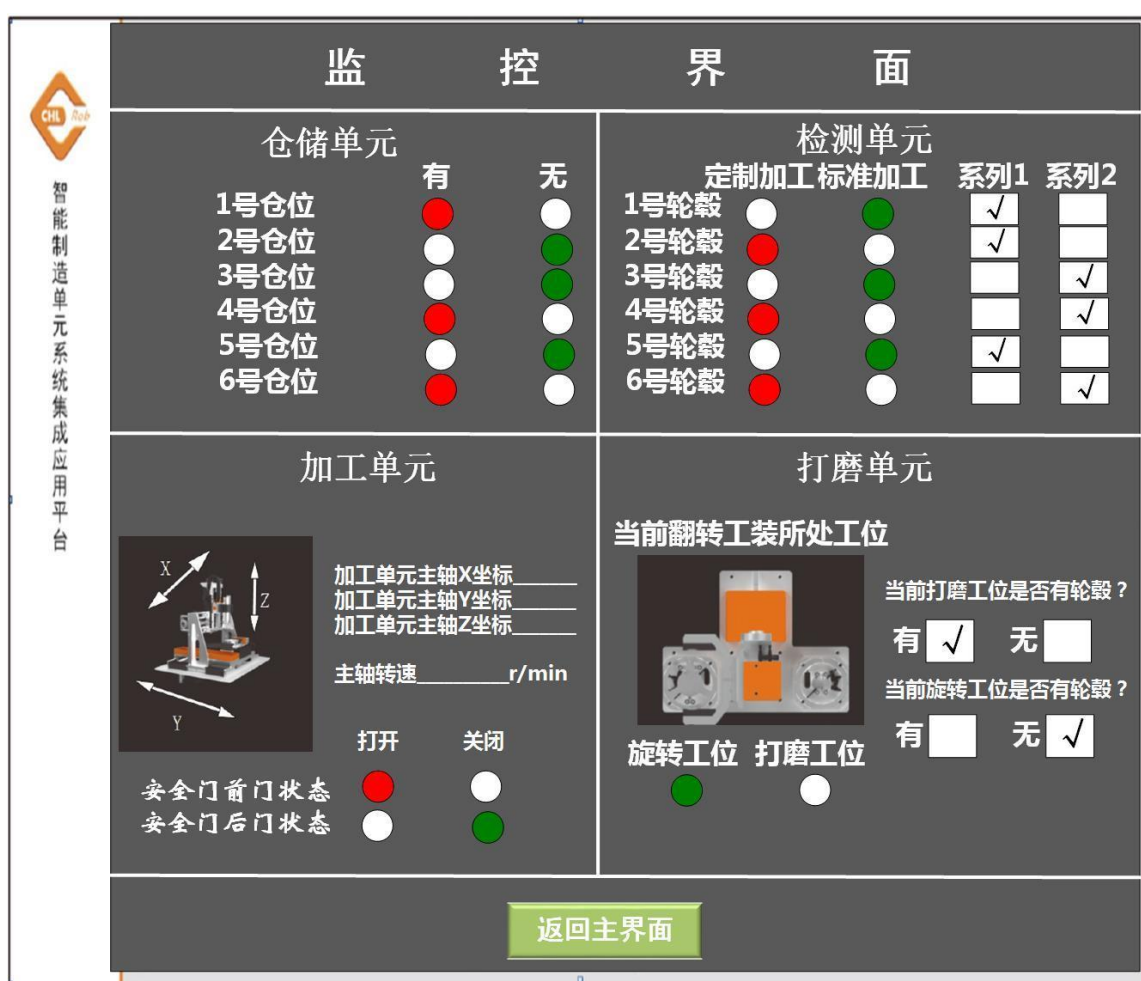 监控界面
CHL Rob
智能制造单元系统集成应用平台
仓储单元
有 无
1号仓位
2号仓位
3号仓位
4号仓位
5号仓位
6号仓位
检测单元
定制加工 标准加工 系列1 系列2
1号轮毂 √
2号轮毂 √
3号轮毂 √
4号轮毂 √
5号轮毂 √
6号轮毂 √
加工单元
X
Z
Y
加工单元主轴X坐标______
加工单元主轴Y坐标______
加工单元主轴Z坐标______
主轴转速_________r/min
打开 关闭
安全门前门状态
安全门后门状态
打磨单元
当前翻转工装所处工位
旋转工位 打磨工位
当前打磨工位是否有轮毂？
有 √ 无
当前旋转工位是否有轮毂？
有 无 √
返回主界面